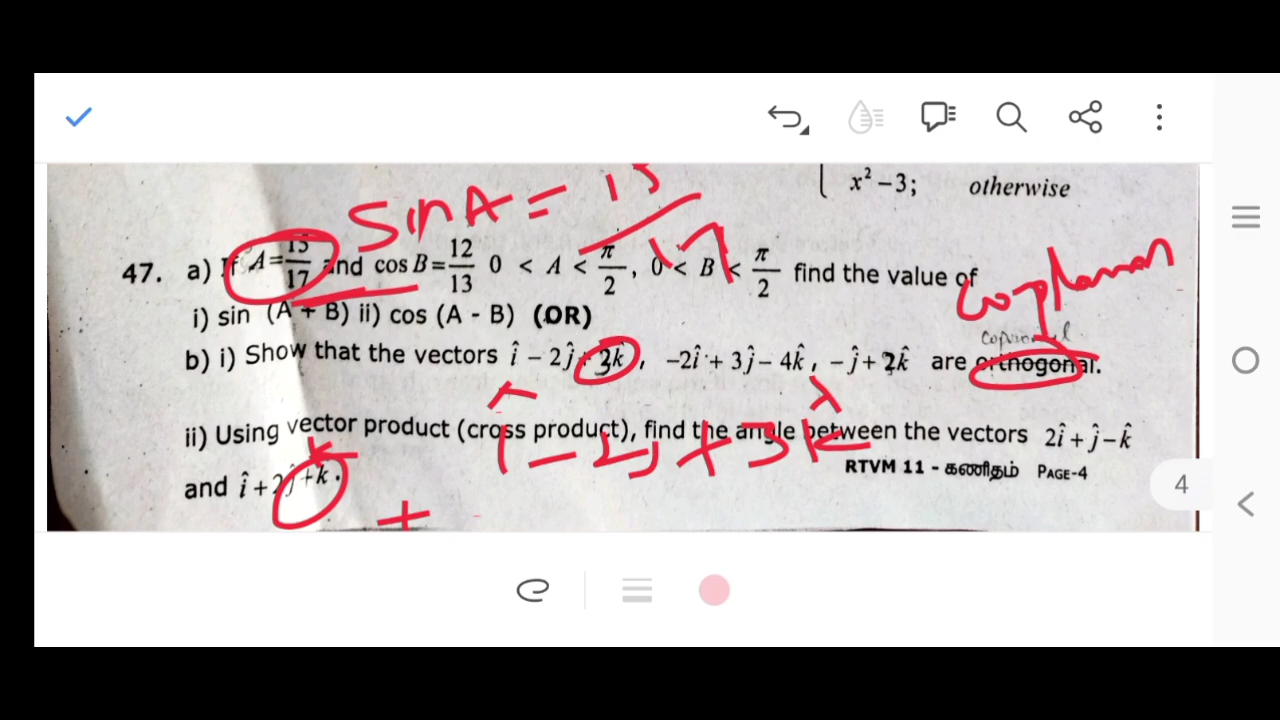 x² – 3; otherwise
sin A = 15
17
47. a) If A = 15/17 and cos B = 12/13 0 < A < π/2, 0 < B < π/2 find the value of
coplanar
i) sin (A + B) ii) cos (A - B) (OR)
b) i) Show that the vectors î – 2ĵ + 3k̂, –2î + 3ĵ – 4k̂, –ĵ + 2k̂ are orthogonal.
î – 2j + 3k̂
ii) Using vector product (cross product), find the angle between the vectors 2î + ĵ – k̂
and î + 2ĵ + k̂.
RTVM 11 - கணிதம் PAGE-4
4
+